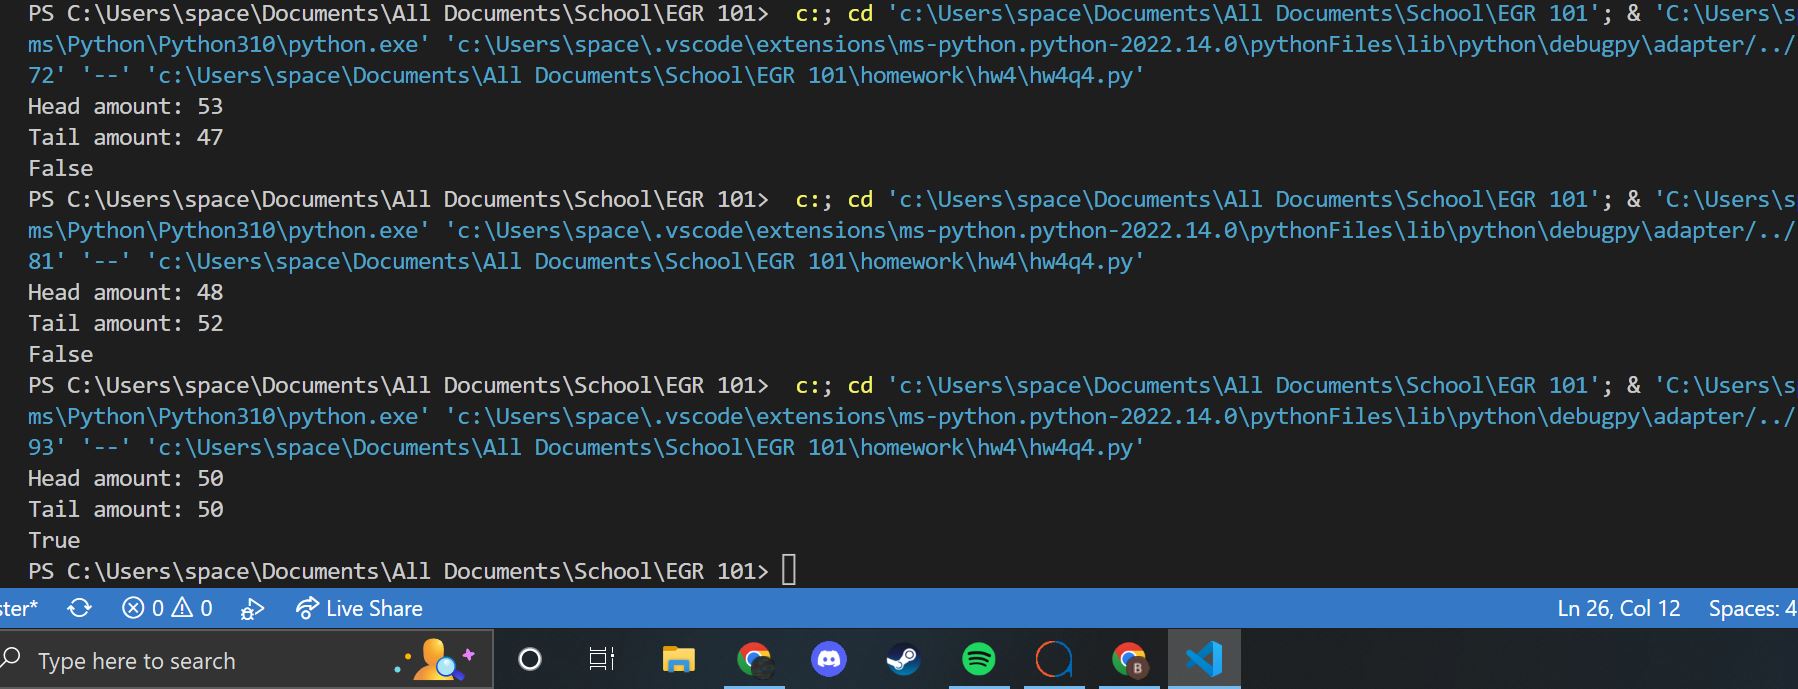 PS C:\Users\space\Documents\All Documents\School\EGR 101>  c:; cd 'c:\Users\space\Documents\All Documents\School\EGR 101'; & 'C:\Users\s
ms\Python\Python310\python.exe' 'c:\Users\space\.vscode\extensions\ms-python.python-2022.14.0\pythonFiles\lib\python\debugpy\adapter/../
72' '--' 'c:\Users\space\Documents\All Documents\School\EGR 101\homework\hw4\hw4q4.py'
Head amount: 53
Tail amount: 47
False
PS C:\Users\space\Documents\All Documents\School\EGR 101>  c:; cd 'c:\Users\space\Documents\All Documents\School\EGR 101'; & 'C:\Users\s
ms\Python\Python310\python.exe' 'c:\Users\space\.vscode\extensions\ms-python.python-2022.14.0\pythonFiles\lib\python\debugpy\adapter/../
81' '--' 'c:\Users\space\Documents\All Documents\School\EGR 101\homework\hw4\hw4q4.py'
Head amount: 48
Tail amount: 52
False
PS C:\Users\space\Documents\All Documents\School\EGR 101>  c:; cd 'c:\Users\space\Documents\All Documents\School\EGR 101'; & 'C:\Users\s
ms\Python\Python310\python.exe' 'c:\Users\space\.vscode\extensions\ms-python.python-2022.14.0\pythonFiles\lib\python\debugpy\adapter/../
93' '--' 'c:\Users\space\Documents\All Documents\School\EGR 101\homework\hw4\hw4q4.py'
Head amount: 50
Tail amount: 50
True
PS C:\Users\space\Documents\All Documents\School\EGR 101>
ster* 0 0 Live Share Ln 26, Col 12 Spaces: 4
Type here to search
B